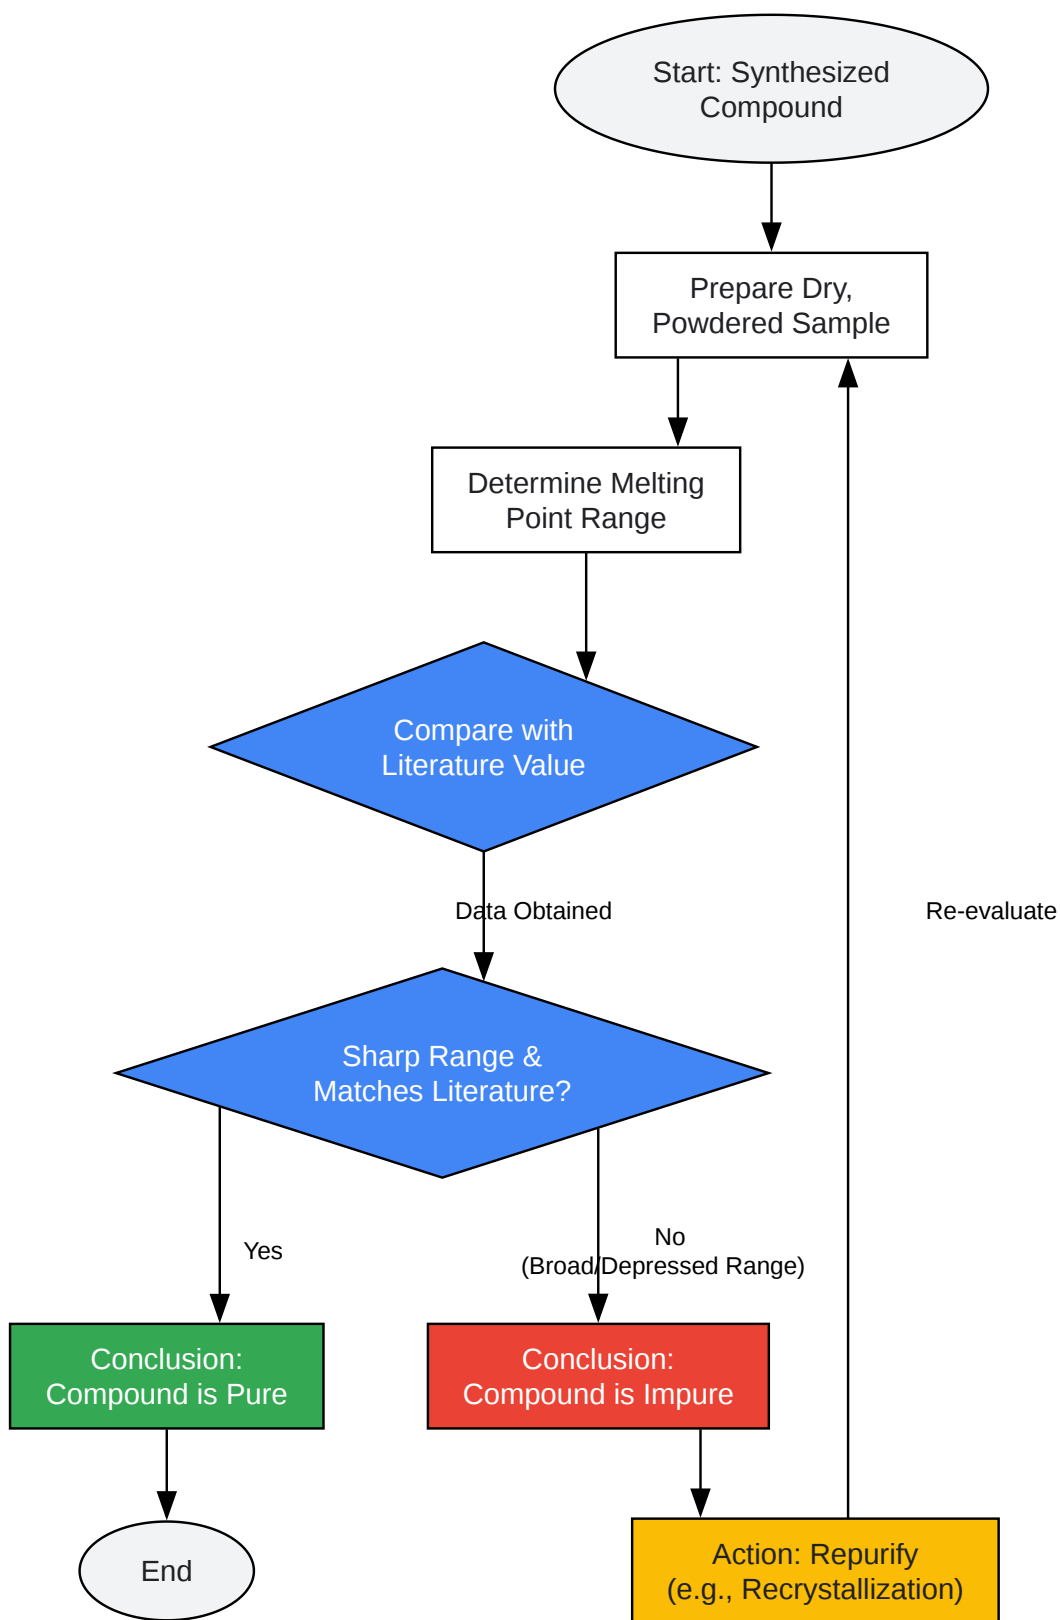 Start: Synthesized
Compound
Prepare Dry,
Powdered Sample
Determine Melting
Point Range
Compare with
Literature Value
Data Obtained
Re-evaluate
Sharp Range &
Matches Literature?
Yes
No
(Broad/Depressed Range)
Conclusion:
Compound is Pure
Conclusion:
Compound is Impure
End
Action: Repurify
(e.g., Recrystallization)